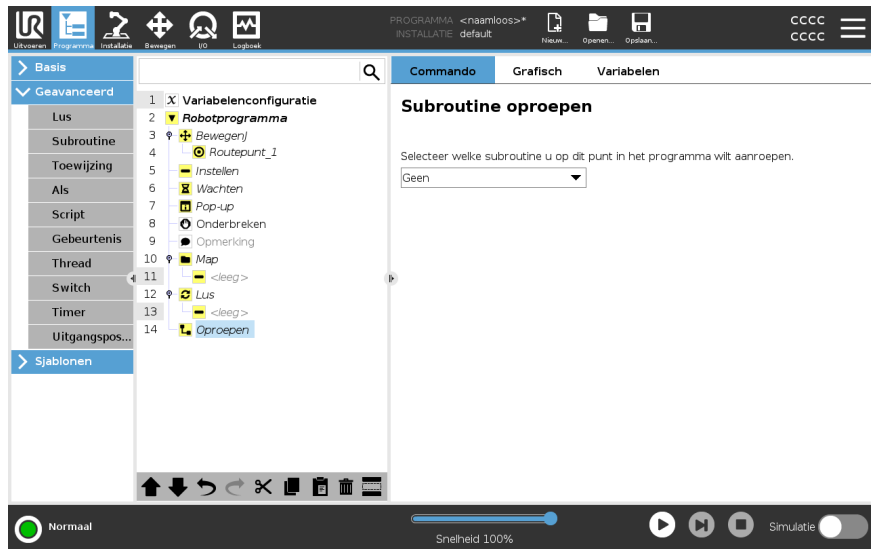 PROGRAMMA <naamloos>*
INSTALLATIE default
CCCC
CCCC
Uitvoeren Programma Installatie Bewegen I/O Logboek Nieuw... Openen... Opslaan...
Basis
Geavanceerd
Lus
Subroutine
Toewijzing
Als
Script
Gebeurtenis
Thread
Switch
Timer
Uitgangspos...
Sjablonen
1 X Variabelenconfiguratie
2 Robotprogramma
3 BewegenJ
4 Routepunt_1
5 Instellen
6 Wachten
7 Pop-up
8 Onderbreken
9 Opmerking
10 Map
11 <leeg>
12 Lus
13 <leeg>
14 Oproepen
Commando Grafisch Variabelen
Subroutine oproepen
Selecteer welke subroutine u op dit punt in het programma wilt aanroepen.
Geen
Normaal
Snelheid 100%
Simulatie